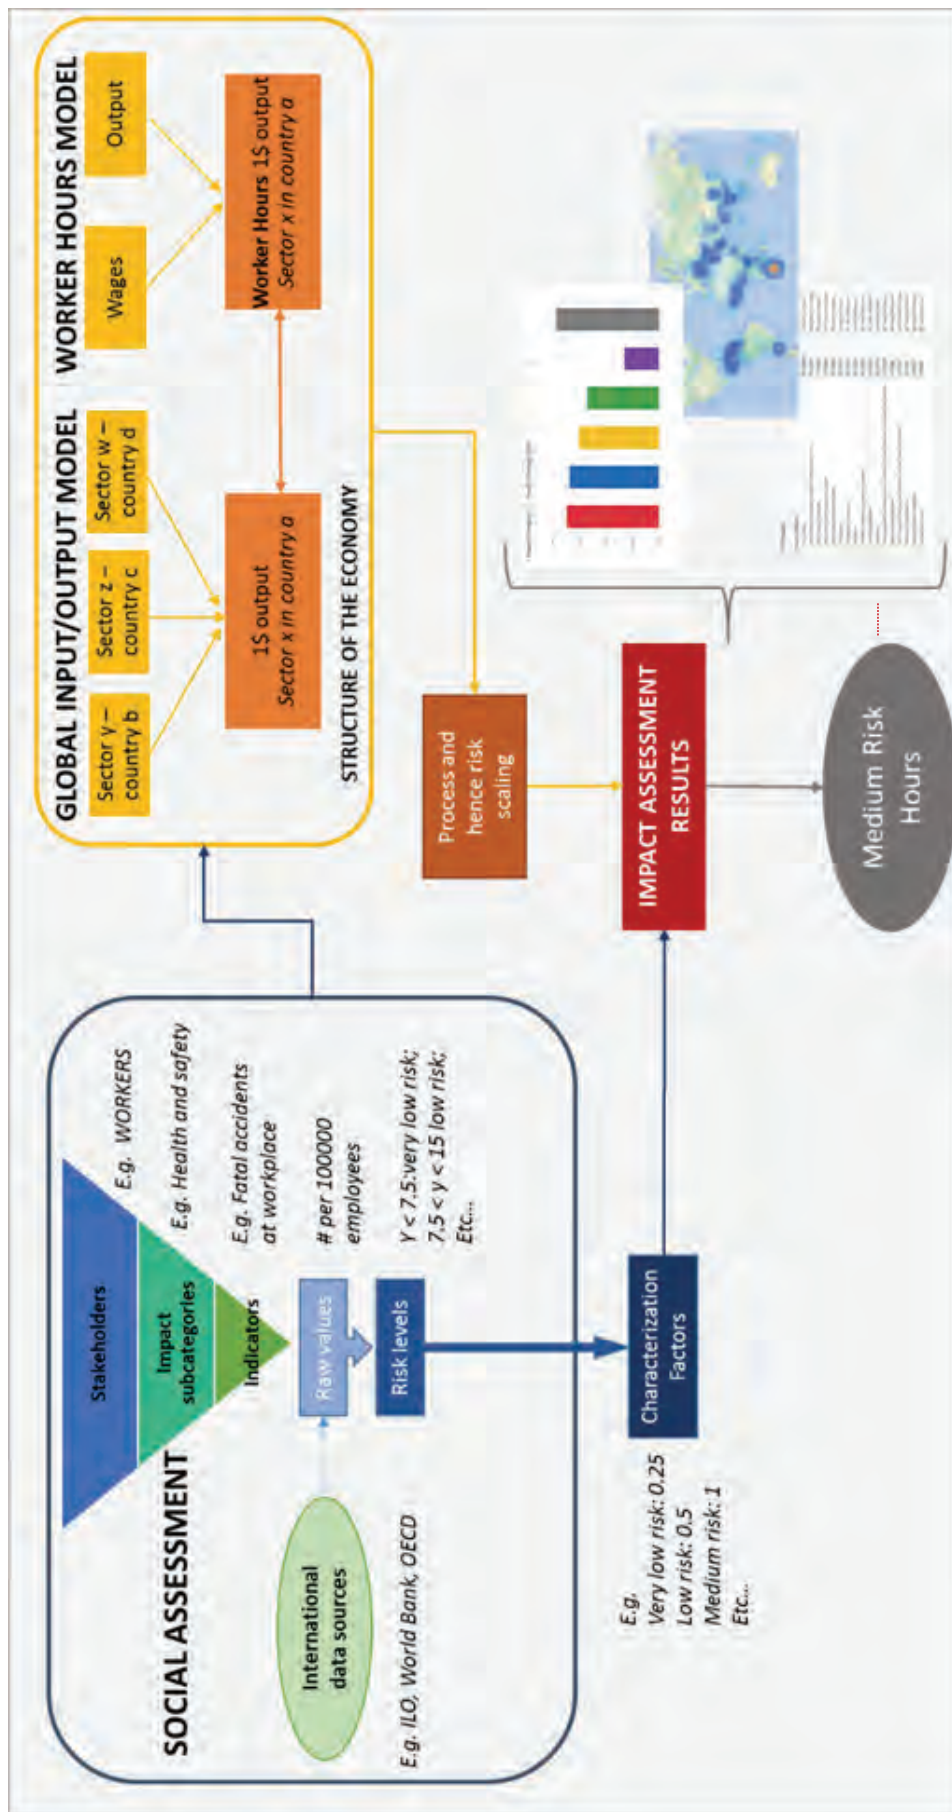 SOCIAL ASSESSMENT
Stakeholders
Impact
subcategories
Indicators
E.g. WORKERS
E.g. Health and safety
E.g. Fatal accidents
at workplace
International
data sources
E.g. ILO, World Bank, OECD
Raw values
# per 100000
employees
Risk levels
Y < 7.5:very low risk;
7.5 < y < 15 low risk;
Etc...
Characterization
Factors
E.g.
Very low risk: 0.25
Low risk: 0.5
Medium risk: 1
Etc...
GLOBAL INPUT/OUTPUT MODEL
Sector y –
country b
Sector z –
country c
Sector w –
country d
1$ output
Sector x in country a
WORKER HOURS MODEL
Wages
Output
Worker Hours 1$ output
Sector x in country a
STRUCTURE OF THE ECONOMY
Process and
hence risk
scaling
IMPACT ASSESSMENT
RESULTS
Medium Risk
Hours